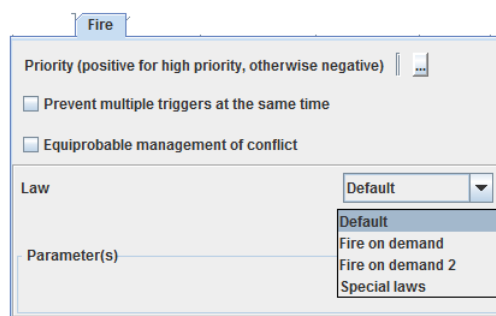 Fire
Priority (positive for high priority, otherwise negative) ...
Prevent multiple triggers at the same time
Equiprobable management of conflict
Law Default
Default
Fire on demand
Parameter(s)
Fire on demand 2
Special laws